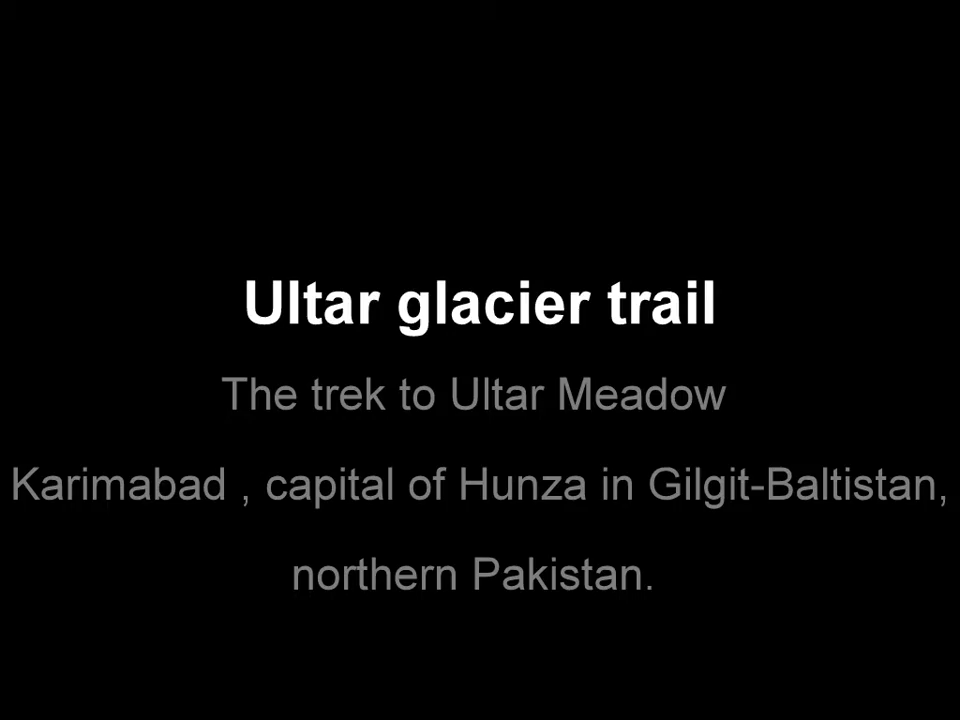 Ultar glacier trail
The trek to Ultar Meadow
Karimabad , capital of Hunza in Gilgit-Baltistan,
northern Pakistan.